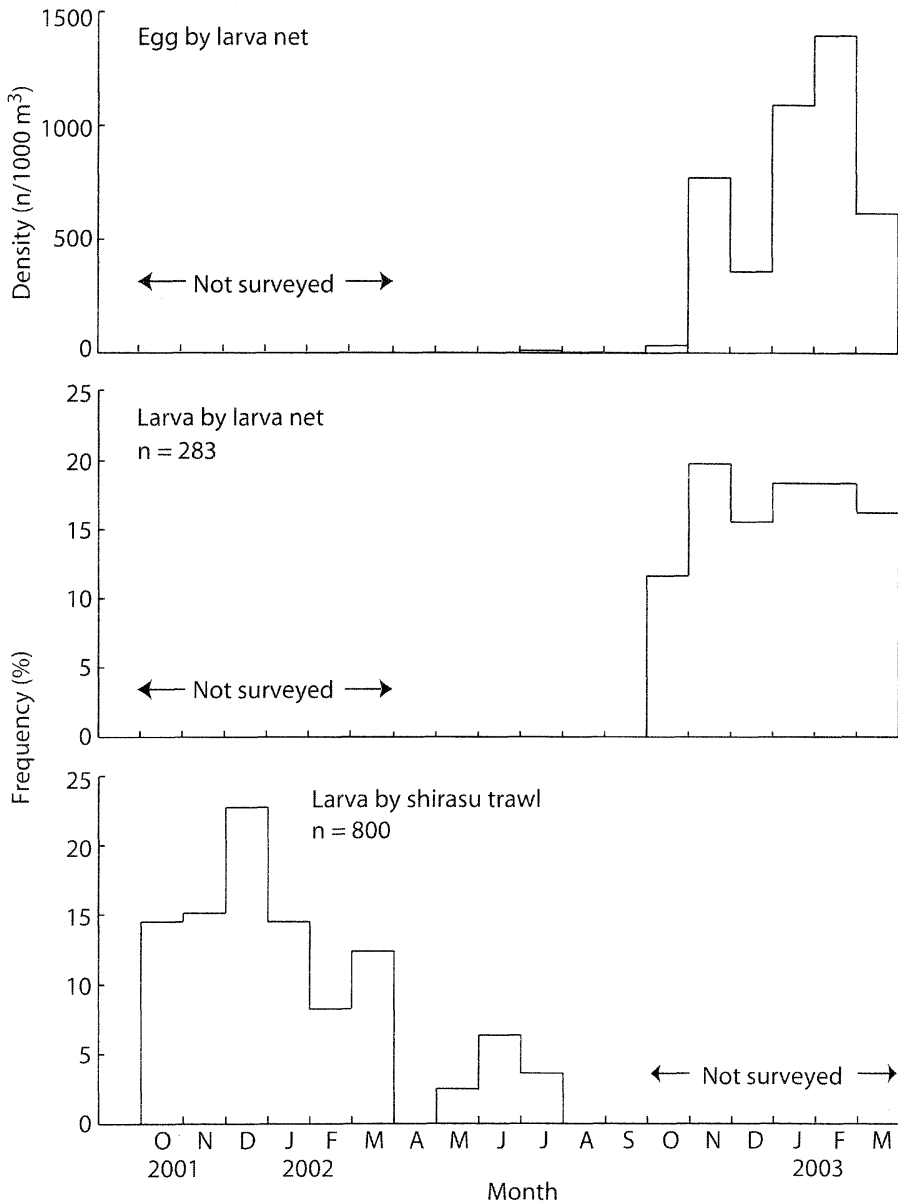 Egg by larva net
1500
1000
500
0
Density (n/1000 m³)
← Not surveyed →
Larva by larva net
n = 283
25
20
15
10
5
0
← Not surveyed →
Frequency (%)
Larva by shirasu trawl
n = 800
25
20
15
10
5
0
← Not surveyed →
O N D J F M A M J J A S O N D J F M
2001 2002 2003
Month